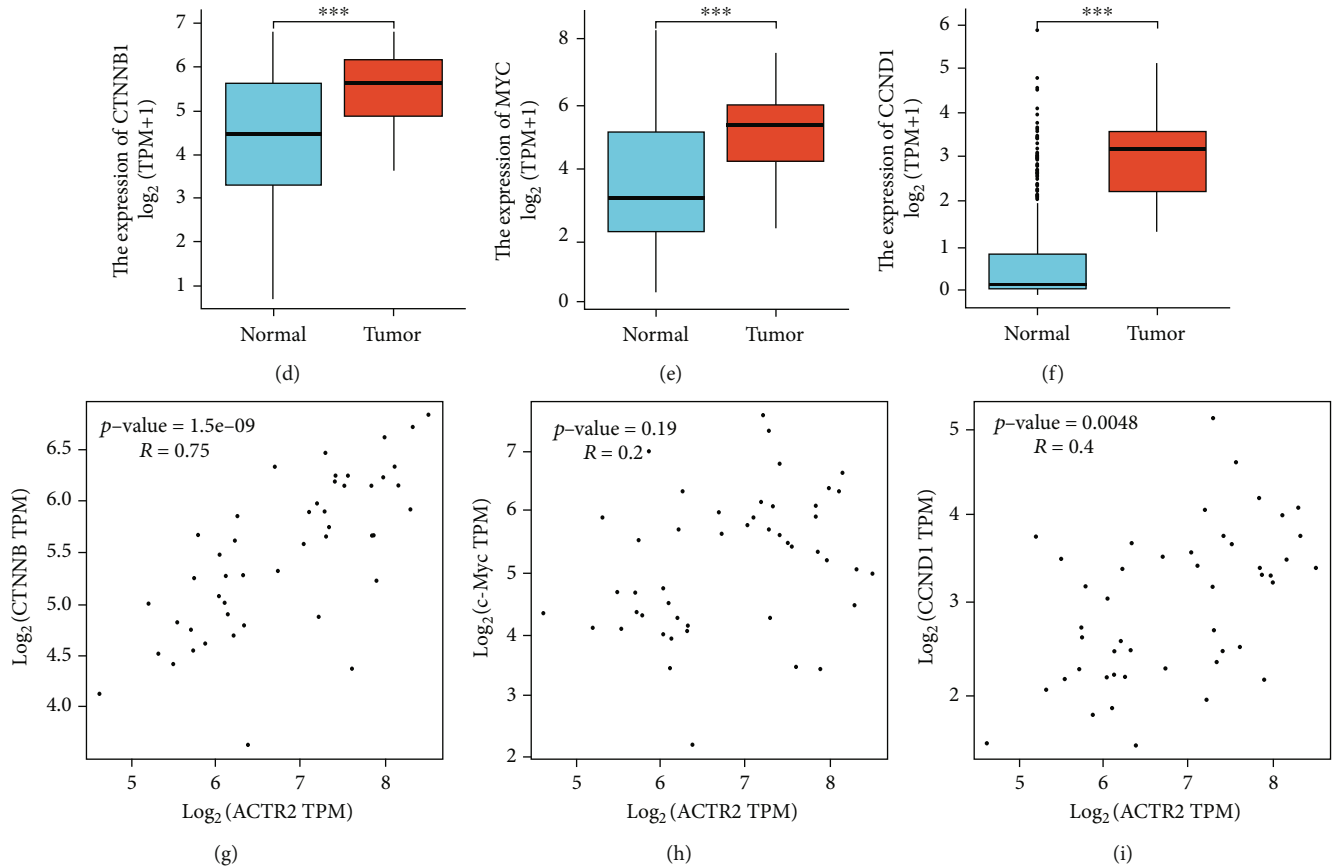 The expression of CTNNB1
log2 (TPM+1)
7
6
5
4
3
2
1
***
Normal
Tumor
(d)
The expression of MYC
log2 (TPM+1)
8
6
4
2
0
***
Normal
Tumor
(e)
The expression of CCND1
log2 (TPM+1)
6
5
4
3
2
1
0
***
Normal
Tumor
(f)
Log2 (CTNNB TPM)
6.5
6.0
5.5
5.0
4.5
4.0
p–value = 1.5e–09
R = 0.75
5
6
7
8
Log2 (ACTR2 TPM)
(g)
Log2 (c-Myc TPM)
7
6
5
4
3
2
p–value = 0.19
R = 0.2
5
6
7
8
Log2 (ACTR2 TPM)
(h)
Log2 (CCND1 TPM)
5
4
3
2
p–value = 0.0048
R = 0.4
5
6
7
8
Log2 (ACTR2 TPM)
(i)